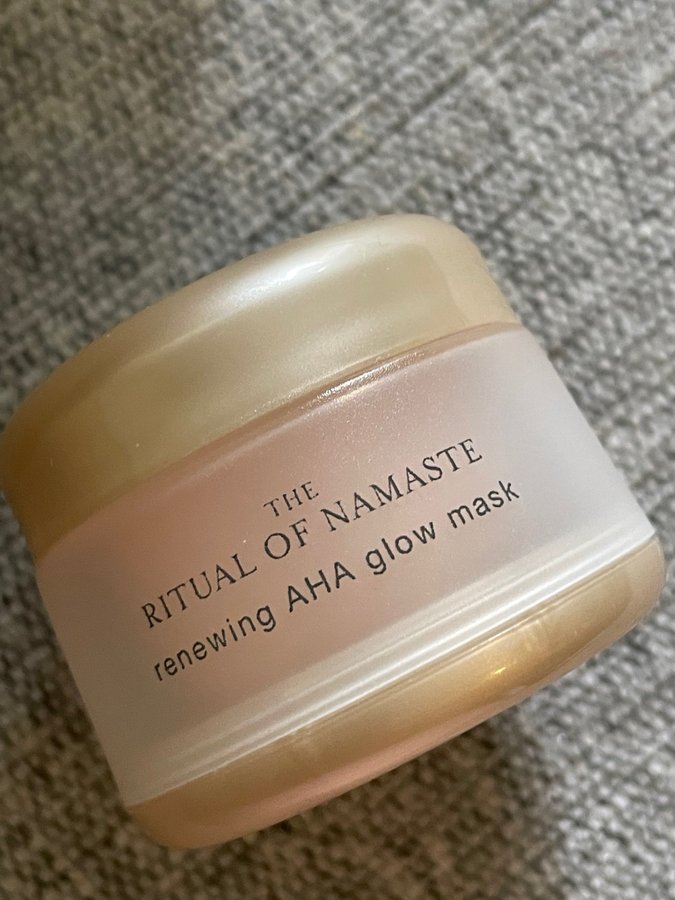 THE
RITUAL OF NAMASTE
renewing AHA glow mask